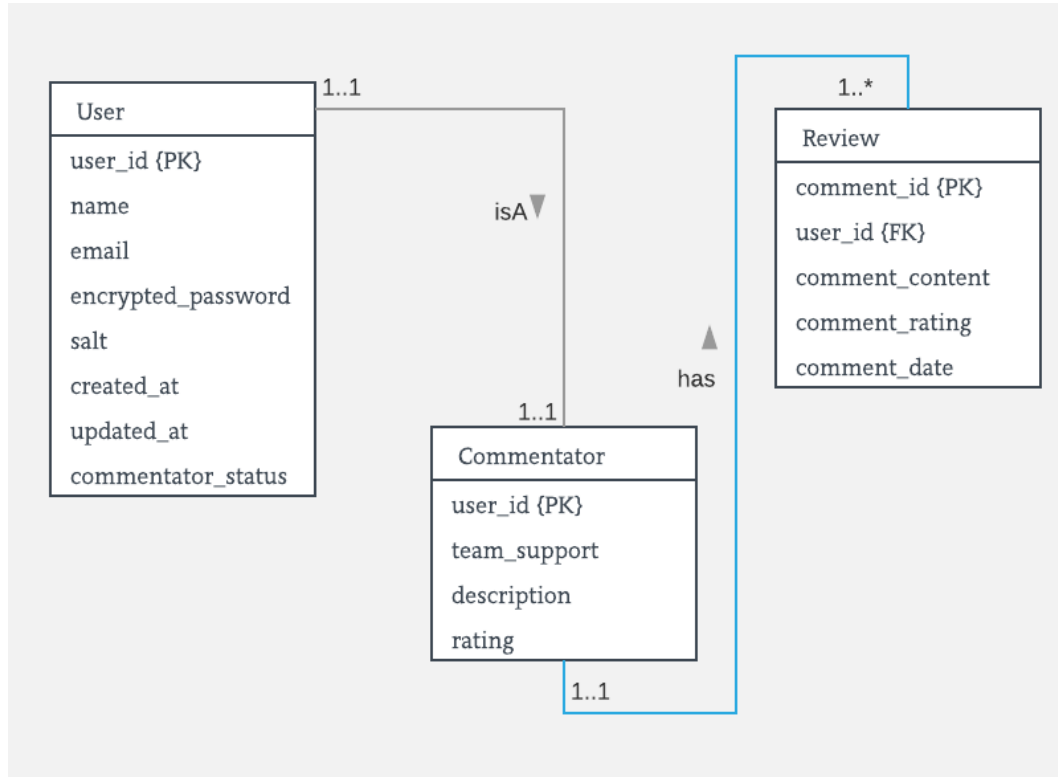 User
user_id {PK}
name
email
encrypted_password
salt
created_at
updated_at
commentator_status
1..1
isA
1..1
Commentator
user_id {PK}
team_support
description
rating
1..1
has
1..*
Review
comment_id {PK}
user_id {FK}
comment_content
comment_rating
comment_date